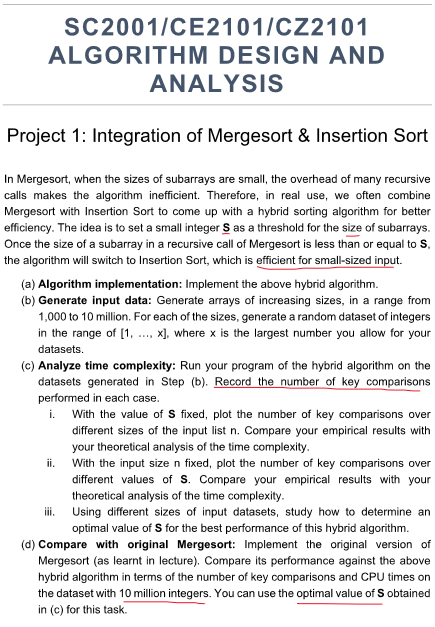 SC2001/CE2101/CZ2101
ALGORITHM DESIGN AND
ANALYSIS
Project 1: Integration of Mergesort & Insertion Sort
In Mergesort, when the sizes of subarrays are small, the overhead of many recursive
calls makes the algorithm inefficient. Therefore, in real use, we often combine
Mergesort with Insertion Sort to come up with a hybrid sorting algorithm for better
efficiency. The idea is to set a small integer S as a threshold for the size of subarrays.
Once the size of a subarray in a recursive call of Mergesort is less than or equal to S,
the algorithm will switch to Insertion Sort, which is efficient for small-sized input.
(a) Algorithm implementation: Implement the above hybrid algorithm.
(b) Generate input data: Generate arrays of increasing sizes, in a range from
1,000 to 10 million. For each of the sizes, generate a random dataset of integers
in the range of [1, ..., x], where x is the largest number you allow for your
datasets.
(c) Analyze time complexity: Run your program of the hybrid algorithm on the
datasets generated in Step (b). Record the number of key comparisons
performed in each case.
i. With the value of S fixed, plot the number of key comparisons over
different sizes of the input list n. Compare your empirical results with
your theoretical analysis of the time complexity.
ii. With the input size n fixed, plot the number of key comparisons over
different values of S. Compare your empirical results with your
theoretical analysis of the time complexity.
iii. Using different sizes of input datasets, study how to determine an
optimal value of S for the best performance of this hybrid algorithm.
(d) Compare with original Mergesort: Implement the original version of
Mergesort (as learnt in lecture). Compare its performance against the above
hybrid algorithm in terms of the number of key comparisons and CPU times on
the dataset with 10 million integers. You can use the optimal value of S obtained
in (c) for this task.